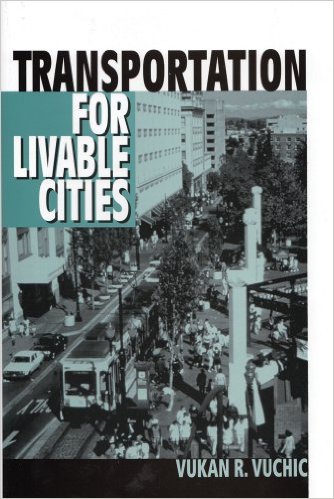 TRANSPORTATION
FOR
LIVABLE
CITIES
VUKAN R. VUCHIC